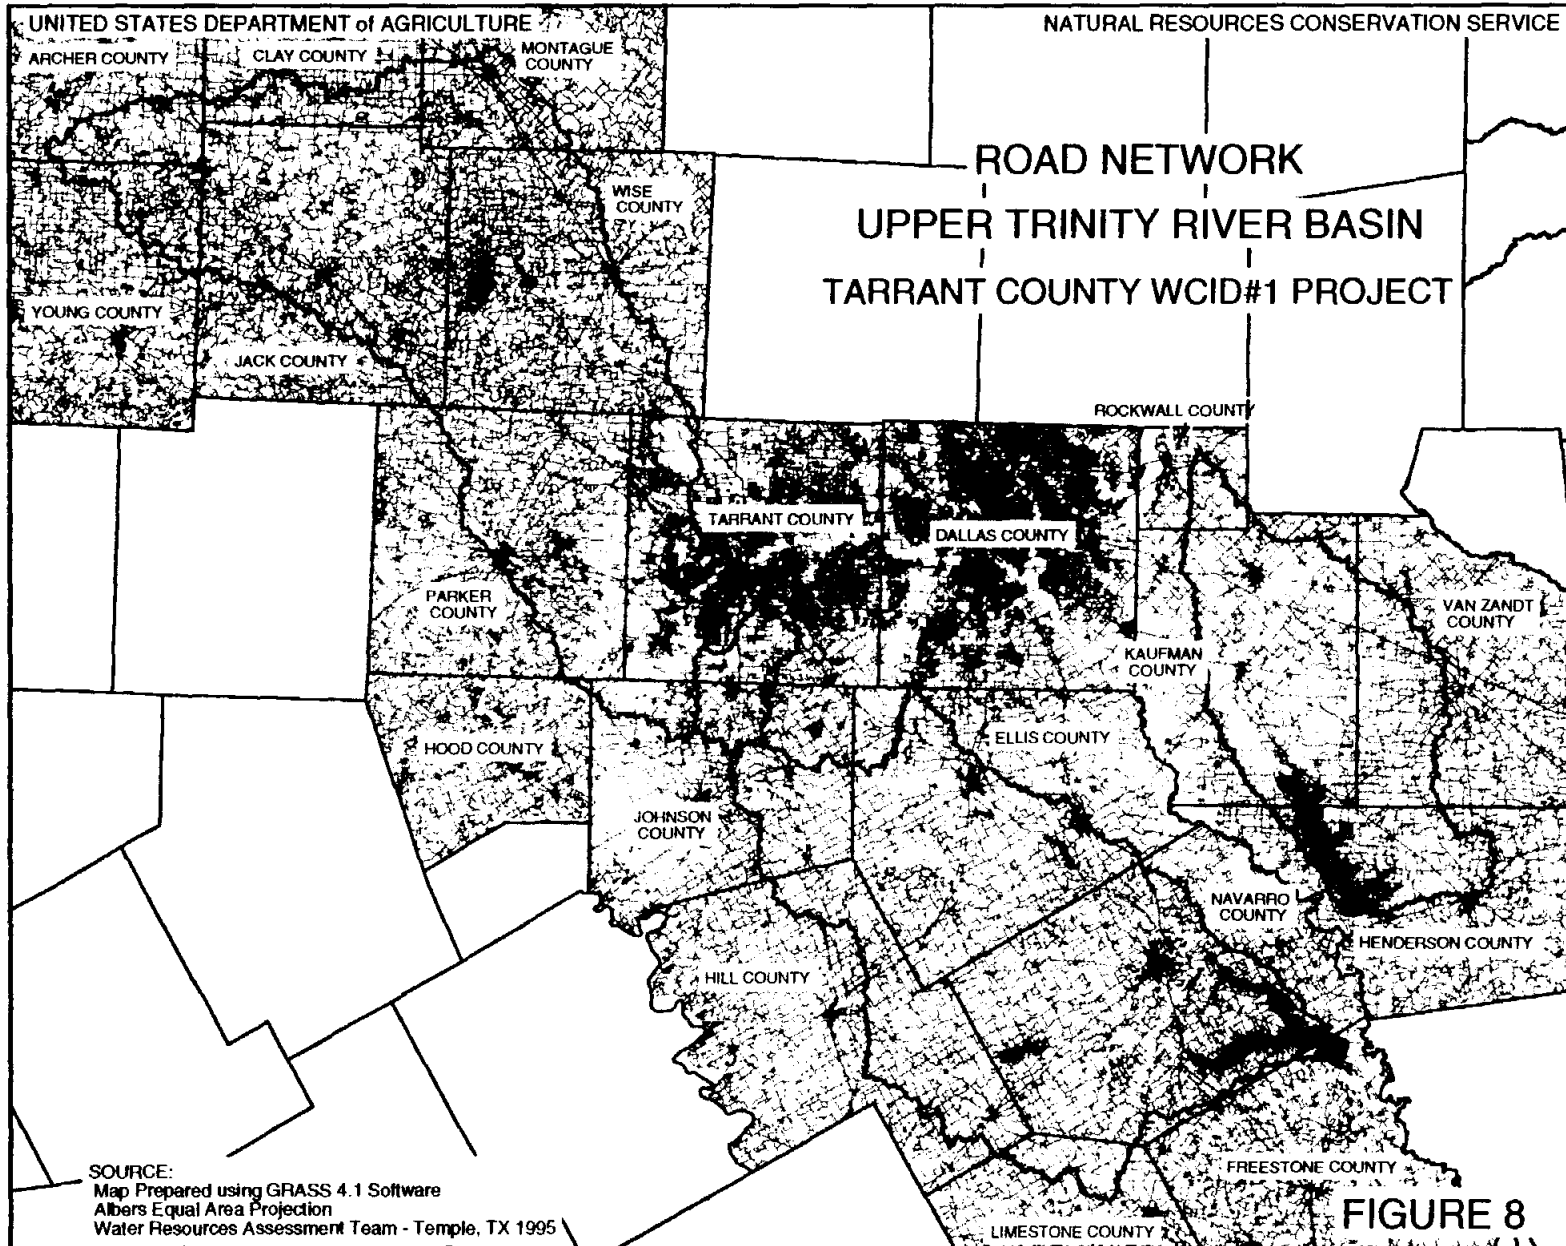 UNITED STATES DEPARTMENT of AGRICULTURE
NATURAL RESOURCES CONSERVATION SERVICE
ARCHER COUNTY
CLAY COUNTY
MONTAGUE
COUNTY
ROAD NETWORK
UPPER TRINITY RIVER BASIN
TARRANT COUNTY WCID#1 PROJECT
WISE
COUNTY
YOUNG COUNTY
JACK COUNTY
ROCKWALL COUNTY
TARRANT COUNTY
DALLAS COUNTY
PARKER
COUNTY
VAN ZANDT
COUNTY
KAUFMAN
COUNTY
HOOD COUNTY
ELLIS COUNTY
JOHNSON
COUNTY
NAVARRO
COUNTY
HENDERSON COUNTY
HILL COUNTY
FREESTONE COUNTY
LIMESTONE COUNTY
SOURCE:
Map Prepared using GRASS 4.1 Software
Albers Equal Area Projection
Water Resources Assessment Team - Temple, TX 1995
FIGURE 8